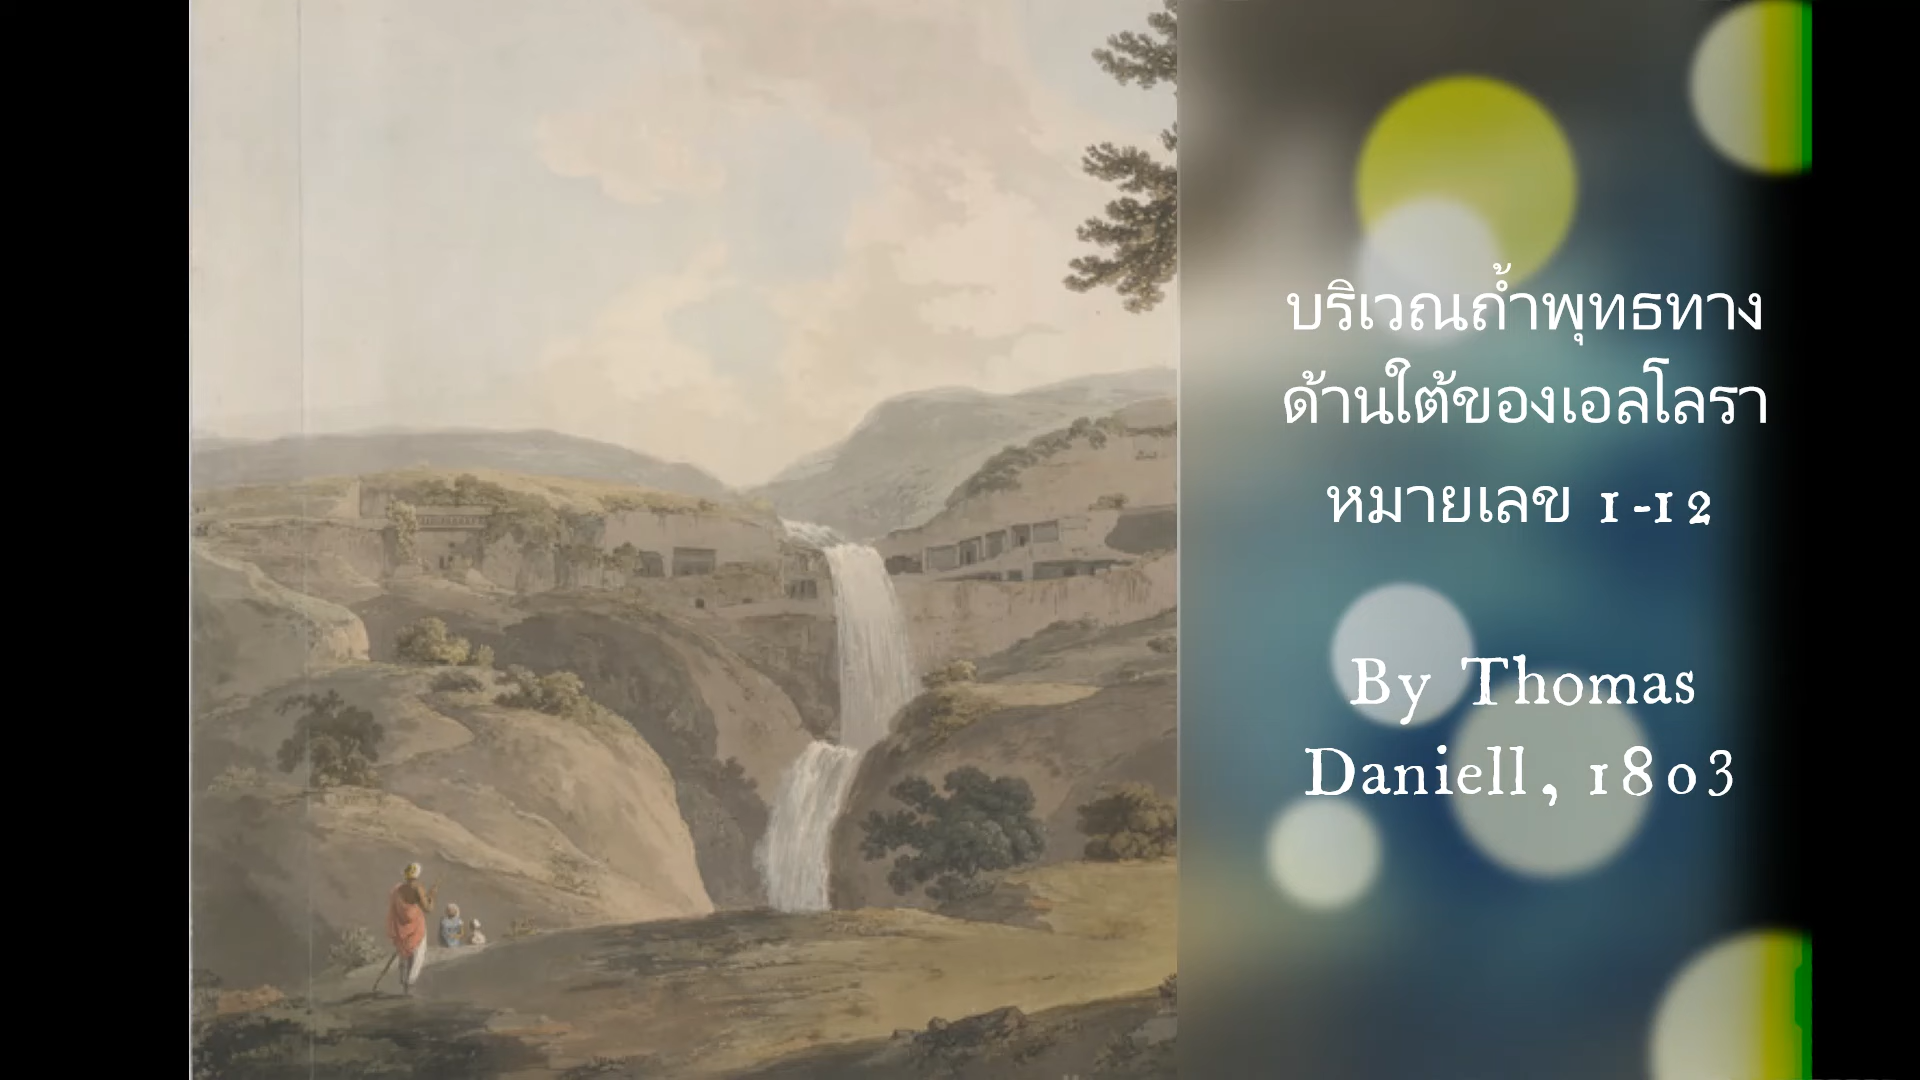 บริเวณถ้ำพุทธทาง
ด้านใต้ของเอลโลรา
หมายเลข 1-12
By Thomas
Daniell, 1803